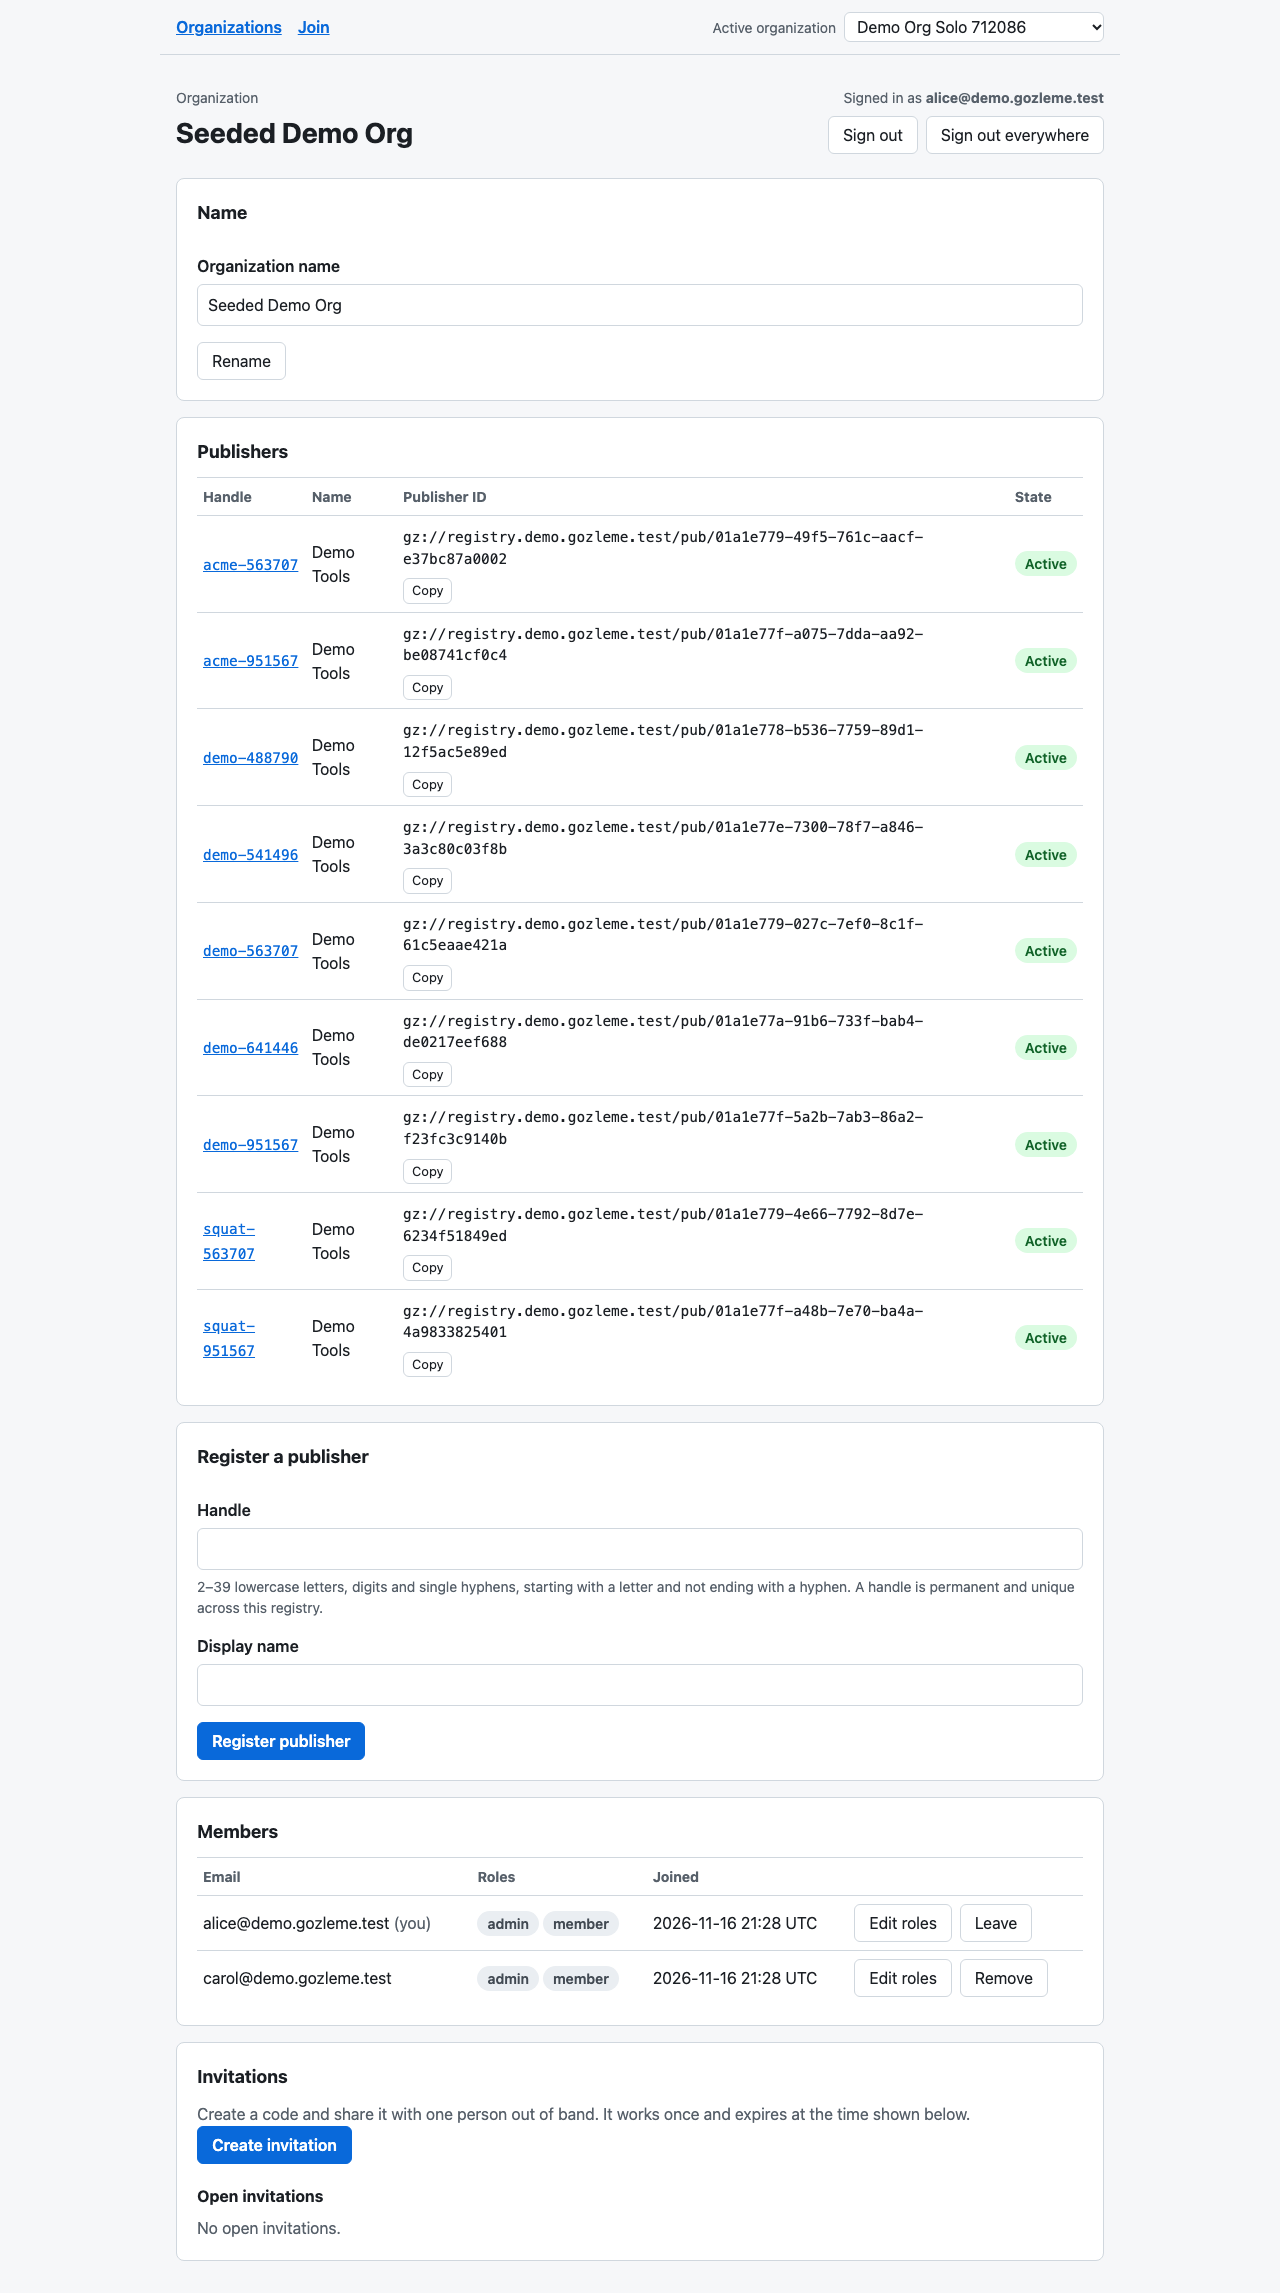 Organizations Join Active organization Demo Org Solo 712086
Organization Signed in as alice@demo.gozleme.test
Seeded Demo Org Sign out Sign out everywhere
Name
Organization name
Seeded Demo Org
Rename
Publishers
Handle Name Publisher ID State
acme-563707 Demo Tools gz://registry.demo.gozleme.test/pub/01a1e779-49f5-761c-aacf-
e37bc87a0002
Copy
Active
acme-951567 Demo Tools gz://registry.demo.gozleme.test/pub/01a1e77f-a075-7dda-aa92-
be08741cf0c4
Copy
Active
demo-488790 Demo Tools gz://registry.demo.gozleme.test/pub/01a1e778-b536-7759-89d1-
12f5ac5e89ed
Copy
Active
demo-541496 Demo Tools gz://registry.demo.gozleme.test/pub/01a1e77e-7300-78f7-a846-
3a3c80c03f8b
Copy
Active
demo-563707 Demo Tools gz://registry.demo.gozleme.test/pub/01a1e779-027c-7ef0-8c1f-
61c5eaae421a
Copy
Active
demo-641446 Demo Tools gz://registry.demo.gozleme.test/pub/01a1e77a-91b6-733f-bab4-
de0217eef688
Copy
Active
demo-951567 Demo Tools gz://registry.demo.gozleme.test/pub/01a1e77f-5a2b-7ab3-86a2-
f23fc3c9140b
Copy
Active
squat-
563707 Demo Tools gz://registry.demo.gozleme.test/pub/01a1e779-4e66-7792-8d7e-
6234f51849ed
Copy
Active
squat-
951567 Demo Tools gz://registry.demo.gozleme.test/pub/01a1e77f-a48b-7e70-ba4a-
4a9833825401
Copy
Active
Register a publisher
Handle
2–39 lowercase letters, digits and single hyphens, starting with a letter and not ending with a hyphen. A handle is permanent and unique
across this registry.
Display name
Register publisher
Members
Email Roles Joined
alice@demo.gozleme.test (you) admin member 2026-11-16 21:28 UTC Edit roles Leave
carol@demo.gozleme.test admin member 2026-11-16 21:28 UTC Edit roles Remove
Invitations
Create a code and share it with one person out of band. It works once and expires at the time shown below.
Create invitation
Open invitations
No open invitations.